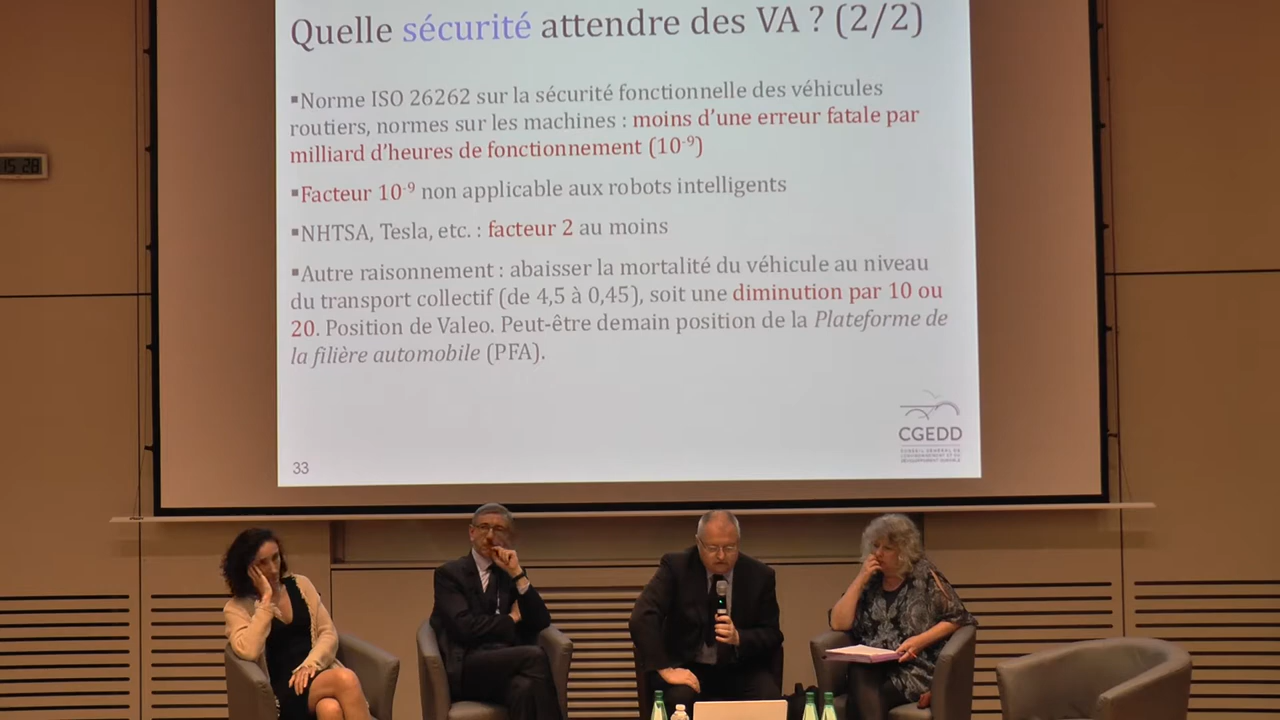 Quelle sécurité attendre des VA ? (2/2)
15 28
▪Norme ISO 26262 sur la sécurité fonctionnelle des véhicules
routiers, normes sur les machines : moins d'une erreur fatale par
milliard d'heures de fonctionnement (10⁻⁹)
▪Facteur 10⁻⁹ non applicable aux robots intelligents
▪NHTSA, Tesla, etc. : facteur 2 au moins
▪Autre raisonnement : abaisser la mortalité du véhicule au niveau
du transport collectif (de 4,5 à 0,45), soit une diminution par 10 ou
20. Position de Valeo. Peut-être demain position de la Plateforme de
la filière automobile (PFA).
CGEDD
33